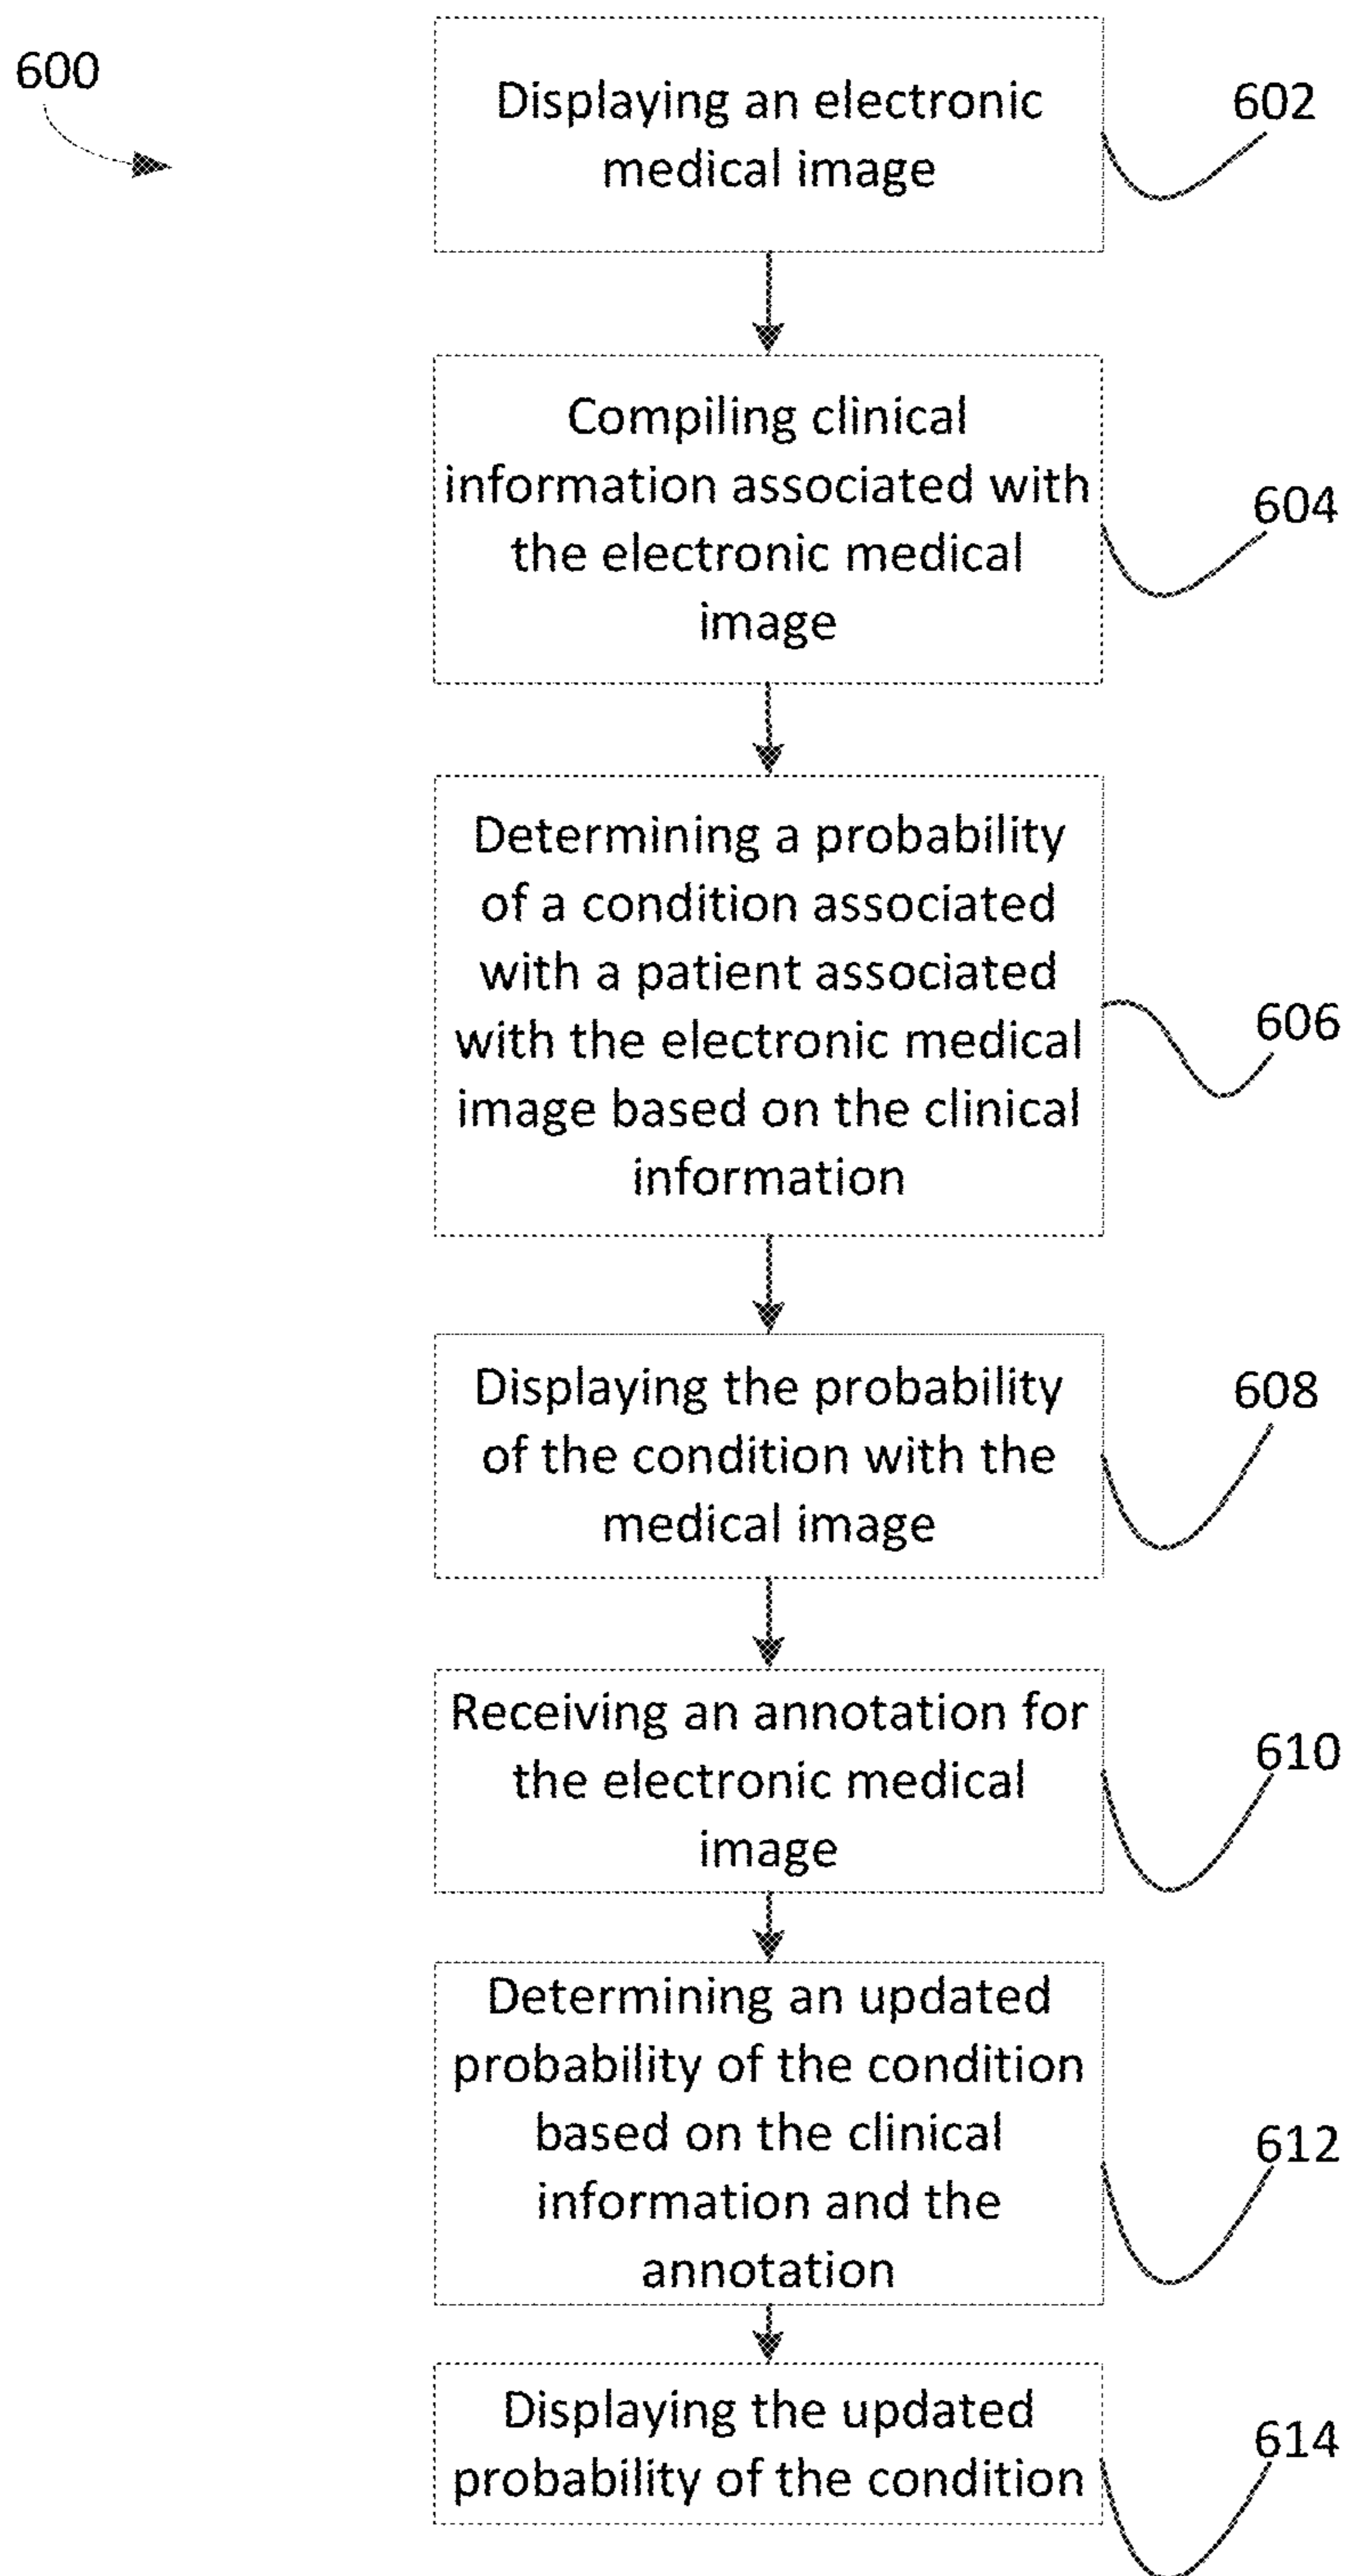 600
Displaying an electronic
medical image
602
Compiling clinical
information associated with
the electronic medical
image
604
Determining a probability
of a condition associated
with a patient associated
with the electronic medical
image based on the clinical
information
606
Displaying the probability
of the condition with the
medical image
608
Receiving an annotation for
the electronic medical
image
610
Determining an updated
probability of the condition
based on the clinical
information and the
annotation
612
Displaying the updated
probability of the condition
614